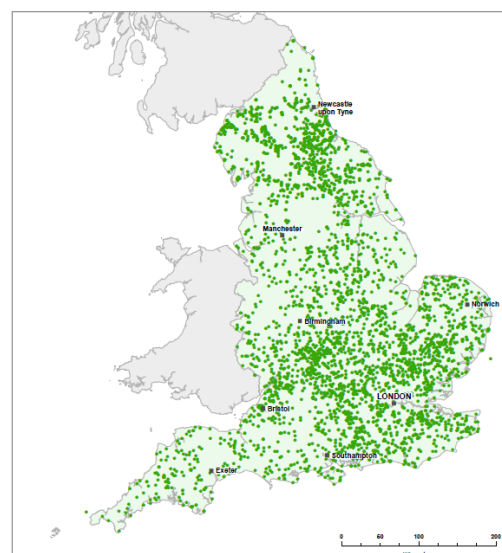 Newcastle
upon Tyne
Manchester
Norwich
Birmingham
LONDON
Bristol
Southampton
Exeter
0 50 100 200